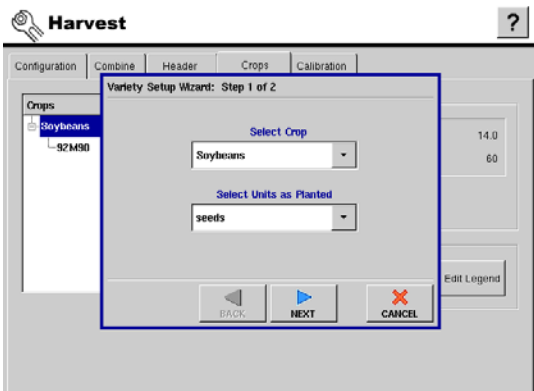 Harvest
?
Configuration Combine Header Crops Calibration
Variety Setup Wizard: Step 1 of 2
Crops
Soybeans
92M90
Select Crop
Soybeans
Select Units as Planted
seeds
14.0
60
Edit Legend
BACK NEXT CANCEL